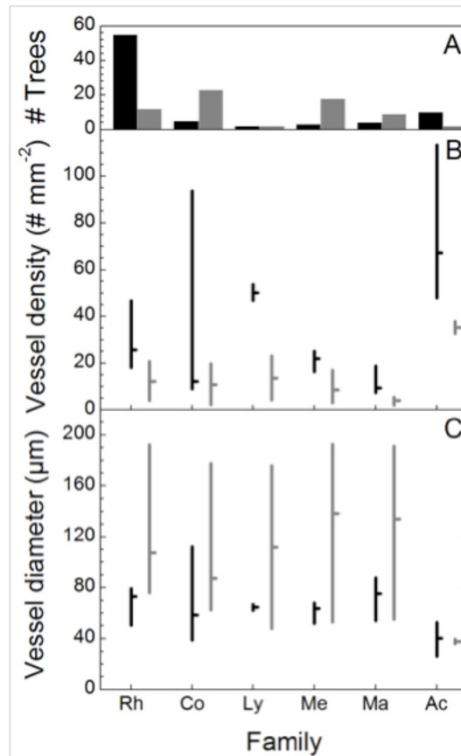 60
40
20
0
# Trees
A
100
80
60
40
20
0
Vessel density (# mm⁻²)
B
200
160
120
80
40
0
Vessel diameter (µm)
C
Rh Co Ly Me Ma Ac
Family